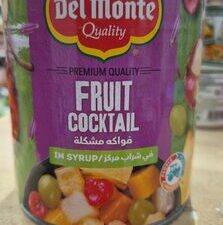 Del Monte
Quality
PREMIUM QUALITY
FRUIT
COCKTAIL
فواكه مشكلة
IN SYRUP/في شراب مركز